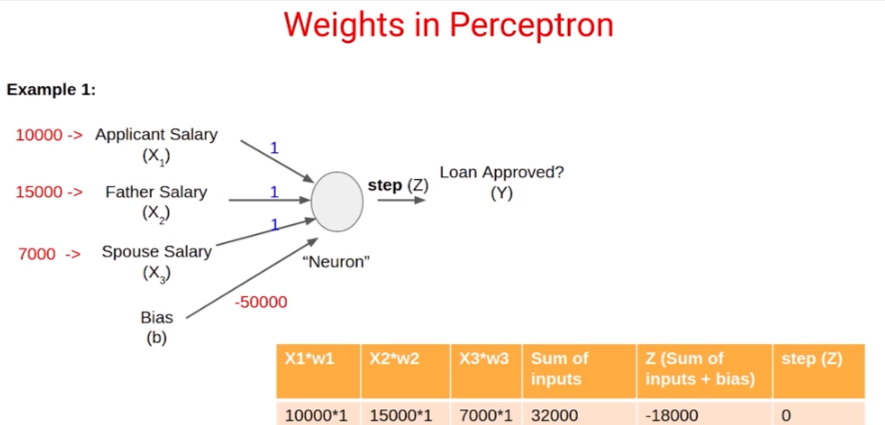 Weights in Perceptron
Example 1:
10000 -> Applicant Salary
(X₁)
1
15000 -> Father Salary
(X₂)
1
7000 -> Spouse Salary
(X₃)
1
Bias
(b)
-50000
"Neuron"
step (Z)
Loan Approved?
(Y)
X1*w1 X2*w2 X3*w3 Sum of inputs Z (Sum of inputs + bias) step (Z)
10000*1 15000*1 7000*1 32000 -18000 0